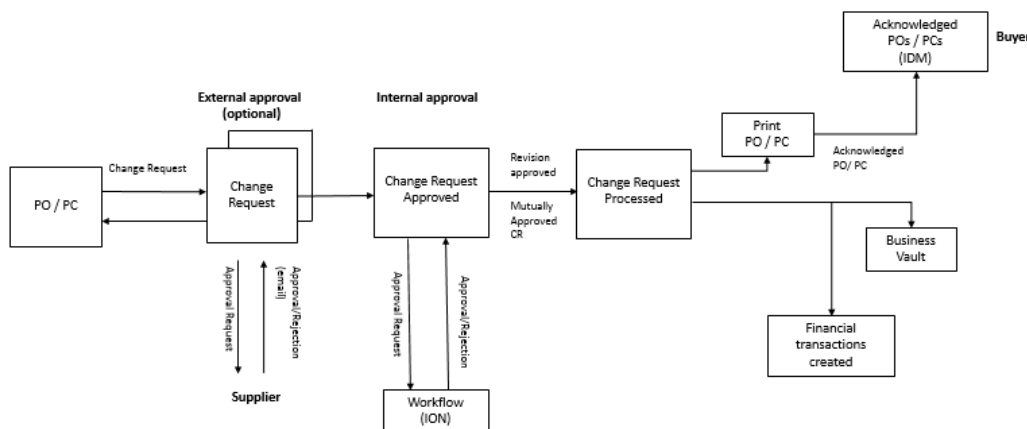 Acknowledged
POs / PCs
(IDM)
Buyer
External approval
(optional)
Internal approval
Print
PO / PC
Acknowledged
PO/ PC
Change Request
PO / PC
Change
Request
Change Request
Approved
Revision
approved
Mutually
Approved
CR
Change Request
Processed
Business
Vault
Approval Request
Approval/Rejection
(email)
Approval Request
Approval/Rejection
Financial
transactions
created
Supplier
Workflow
(ION)